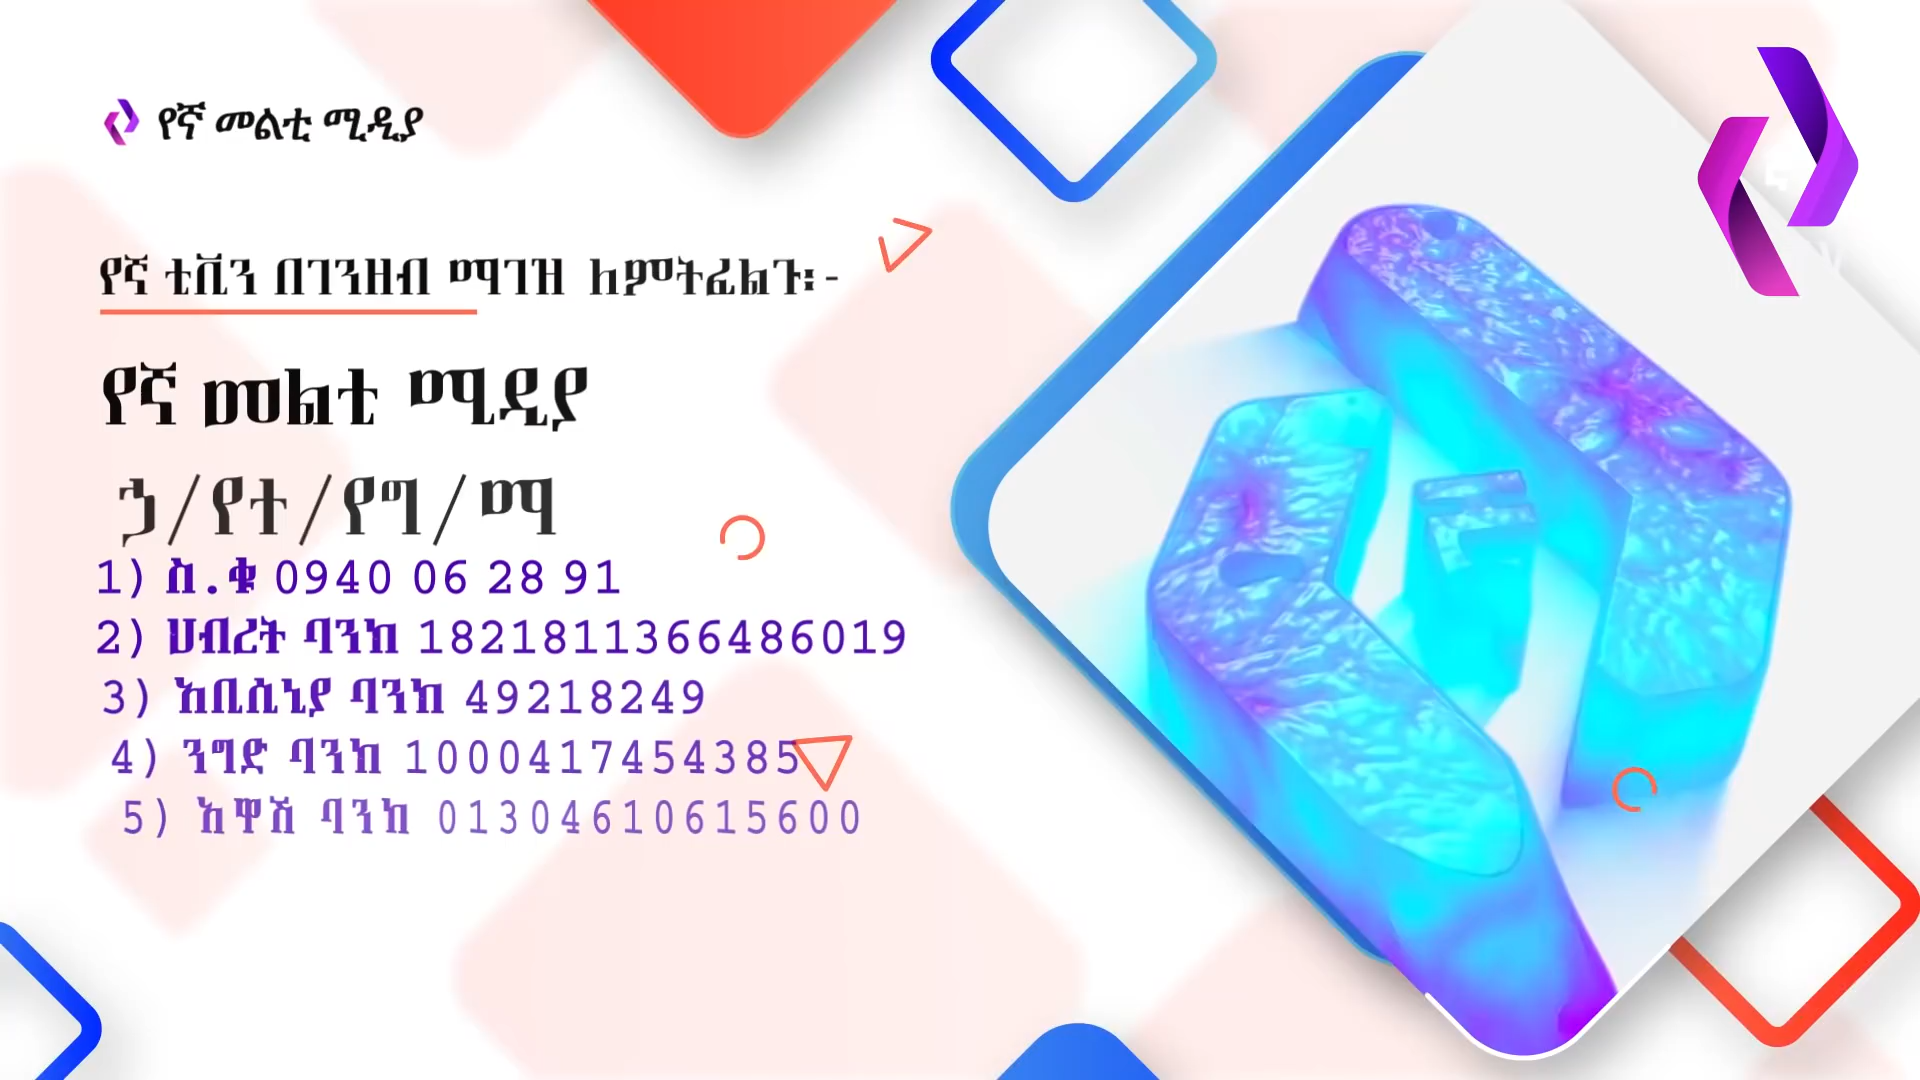 የኛ መልቲ ሚዲያ
የኛ ቲቪን በገንዘብ ማገዝ ለምትፈልጉ፡-
የኛ መልቲ ሚዲያ
ኃ/የተ/የግ/ማ
1) ስ.ቁ 0940 06 28 91
2) ህብረት ባንክ 1821811366486019
3) አቢሲኒያ ባንክ 49218249
4) ንግድ ባንክ 1000417454385
5) አዋሽ ባንክ 01304610615600